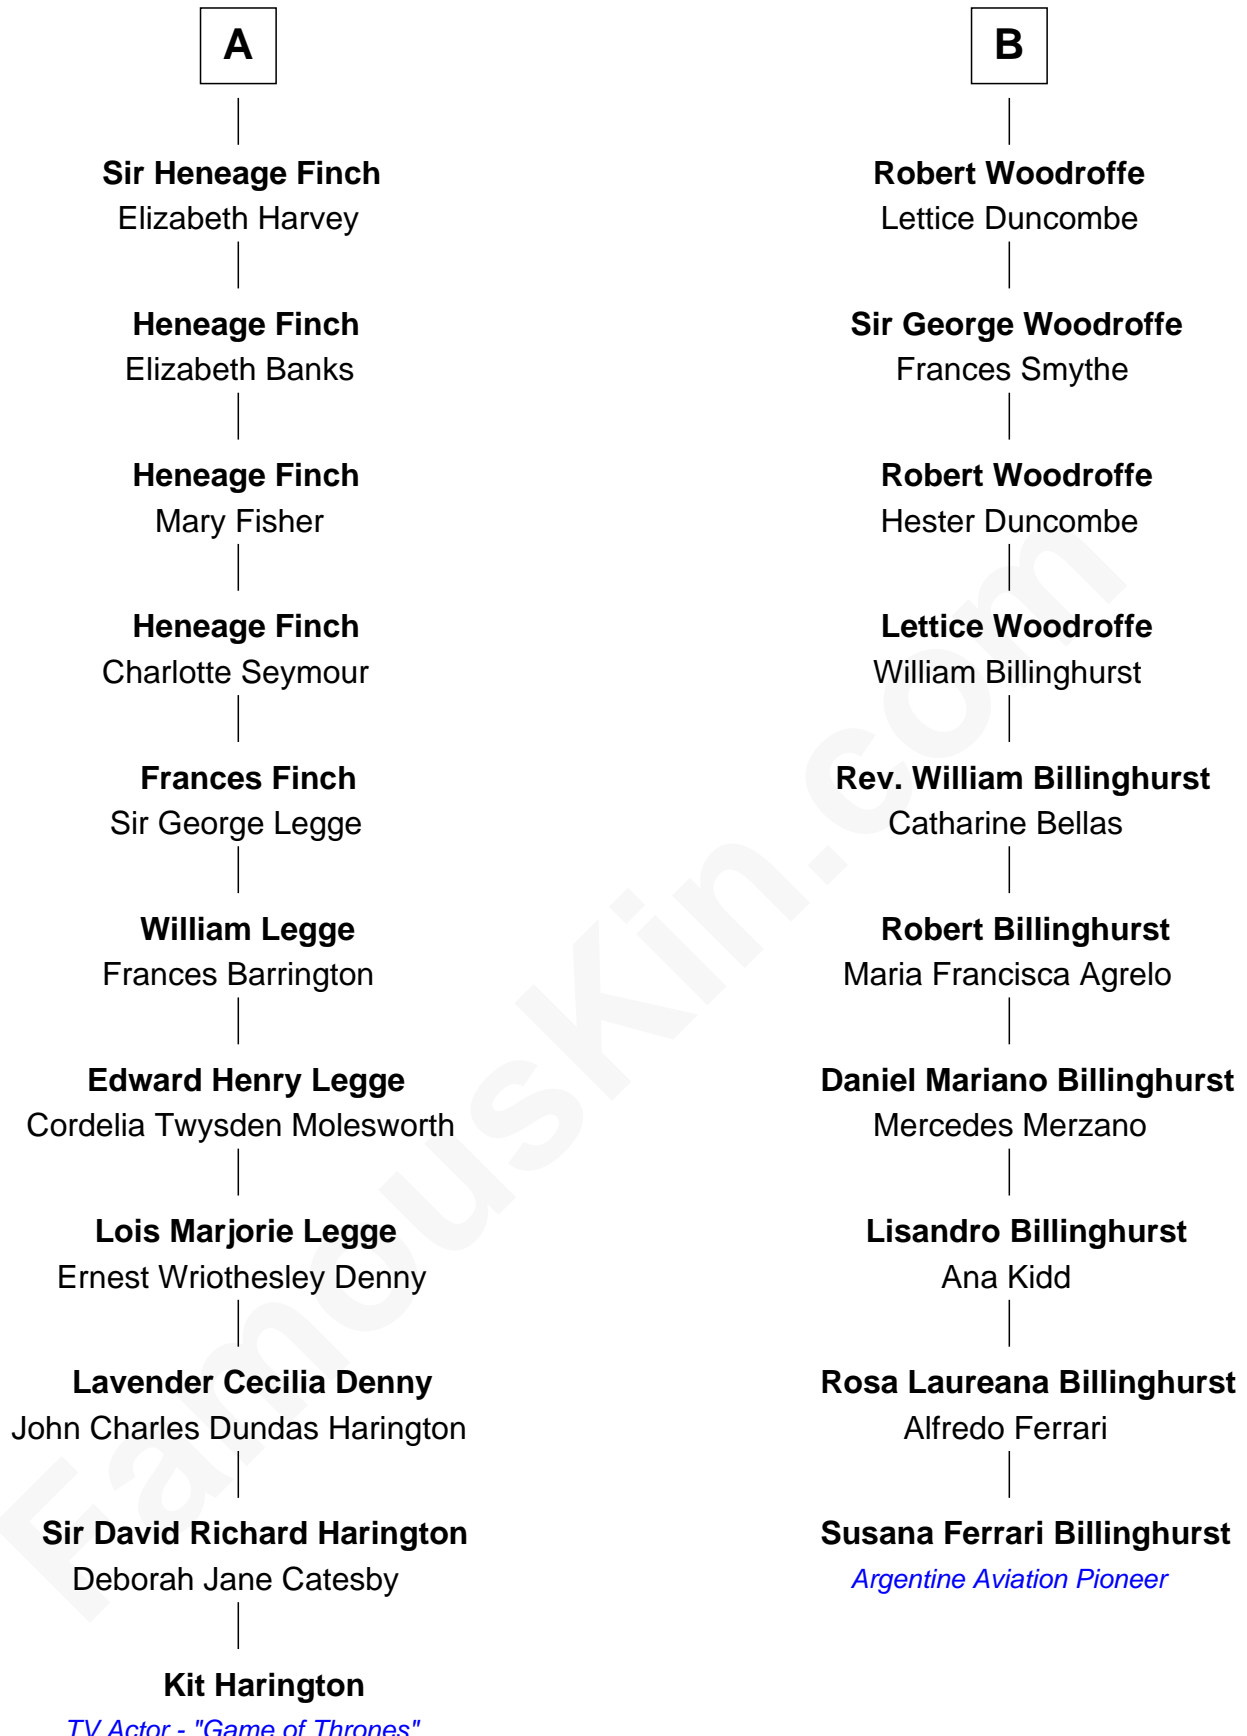 A
Sir Heneage Finch
Elizabeth Harvey
Heneage Finch
Elizabeth Banks
Heneage Finch
Mary Fisher
Heneage Finch
Charlotte Seymour
Frances Finch
Sir George Legge
William Legge
Frances Barrington
Edward Henry Legge
Cordelia Twysden Molesworth
Lois Marjorie Legge
Ernest Wriothesley Denny
Lavender Cecilia Denny
John Charles Dundas Harington
Sir David Richard Harington
Deborah Jane Catesby
Kit Harington
TV Actor - "Game of Thrones"
B
Robert Woodroffe
Lettice Duncombe
Sir George Woodroffe
Frances Smythe
Robert Woodroffe
Hester Duncombe
Lettice Woodroffe
William Billinghurst
Rev. William Billinghurst
Catharine Bellas
Robert Billinghurst
Maria Francisca Agrelo
Daniel Mariano Billinghurst
Mercedes Merzano
Lisandro Billinghurst
Ana Kidd
Rosa Laureana Billinghurst
Alfredo Ferrari
Susana Ferrari Billinghurst
Argentine Aviation Pioneer
FamousKin.com